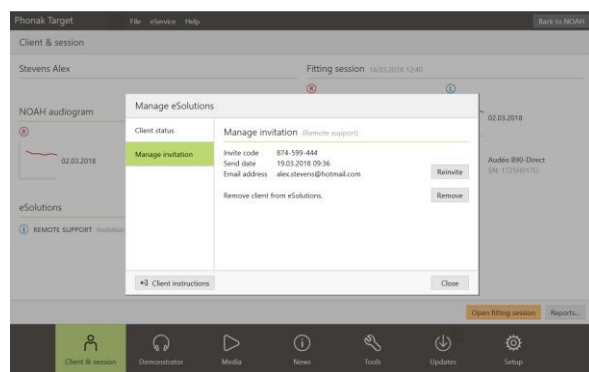 Phonak Target File eService Help Back to NOAH
Client & session
Stevens Alex Fitting session 16.03.2018 12:40
R L
NOAH audiogram
R
02.03.2018
02.03.2018
Audéo B90-Direct
eSolutions
i REMOTE SUPPORT Invitation
Manage eSolutions
Client status
Manage invitation
Manage invitation (Remote support)
Invite code 874-599-444
Send date 19.03.2018 09:36
Email address alex.stevens@hotmail.com Reinvite
Remove client from eSolutions. Remove
Client instructions Close
Open fitting session Reports...
Client & session Demonstrator Media News Tools Updates Setup